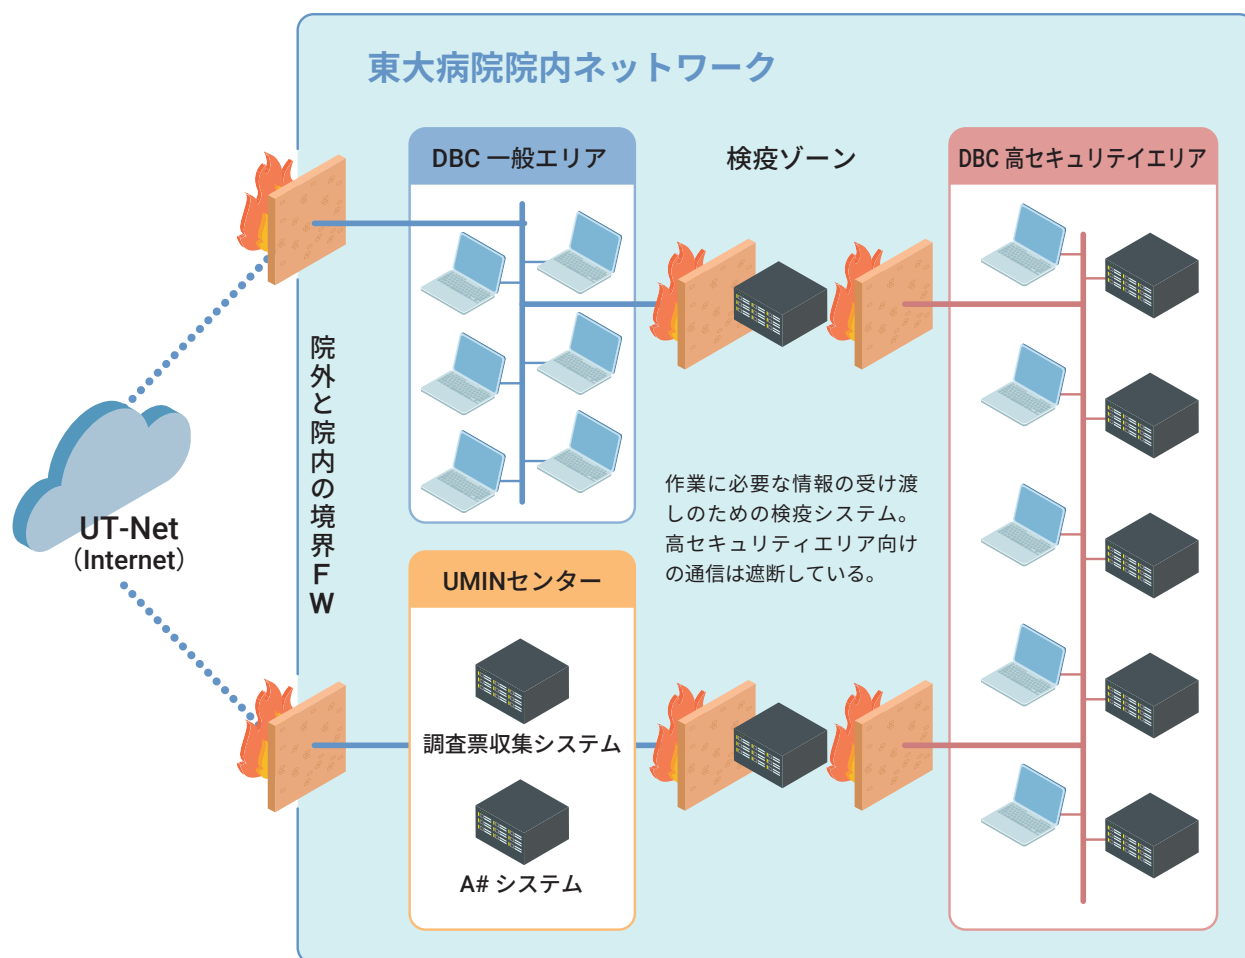 東大病院院内ネットワーク
DBC 一般エリア
検疫ゾーン
DBC 高セキュリテイエリア
院外と院内の境界FW
UT-Net
（Internet）
作業に必要な情報の受け渡
しのための検疫システム。
高セキュリティエリア向け
の通信は遮断している。
UMINセンター
調査票収集システム
A# システム